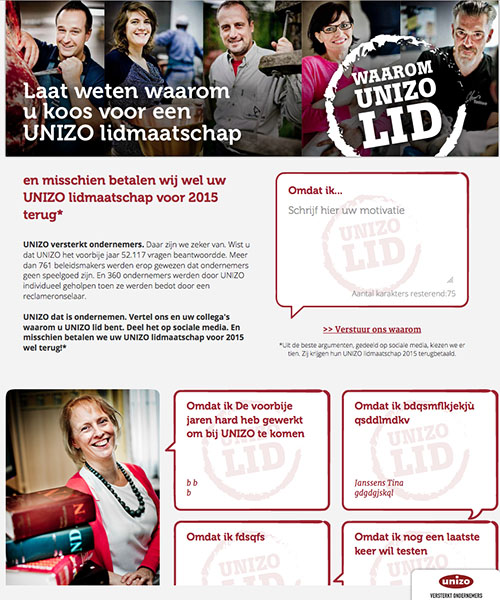 Laat weten waarom
u koos voor een
UNIZO lidmaatschap
WAAROM
UNIZO
LID
en misschien betalen wij wel uw
UNIZO lidmaatschap voor 2015
terug*
UNIZO versterkt ondernemers. Daar zijn we zeker van. Wist u
dat UNIZO het voorbije jaar 52.117 vragen beantwoordde. Meer
dan 761 beleidsmakers werden erop gewezen dat ondernemers
geen speelgoed zijn. En 360 ondernemers werden door UNIZO
individueel geholpen toen ze werden bedot door een
reclameronselaar.
UNIZO dat is ondernemen. Vertel ons en uw collega's
waarom u UNIZO lid bent. Deel het op sociale media. En
misschien betalen we uw UNIZO lidmaatschap voor 2015
wel terug!*
Omdat ik...
Schrijf hier uw motivatie
UNIZO
LID
Aantal karakters resterend:75
>> Verstuur ons waarom
*Uit de beste argumenten, gedeeld op sociale media, kiezen we er
tien. Zij krijgen hun UNIZO lidmaatschap 2015 terugbetaald.
Omdat ik De voorbije
jaren hard heb gewerkt
om bij UNIZO te komen
UNIZO
LID
b b
b
Omdat ik bdqsmflkjekjù
qsddlmdkv
UNIZO
LID
Janssens Tina
gdgdgjskql
Omdat ik fdsqfs
UNIZO
Omdat ik nog een laatste
keer wil testen
UNIZO
unizo
VERSTERKT ONDERNEMERS